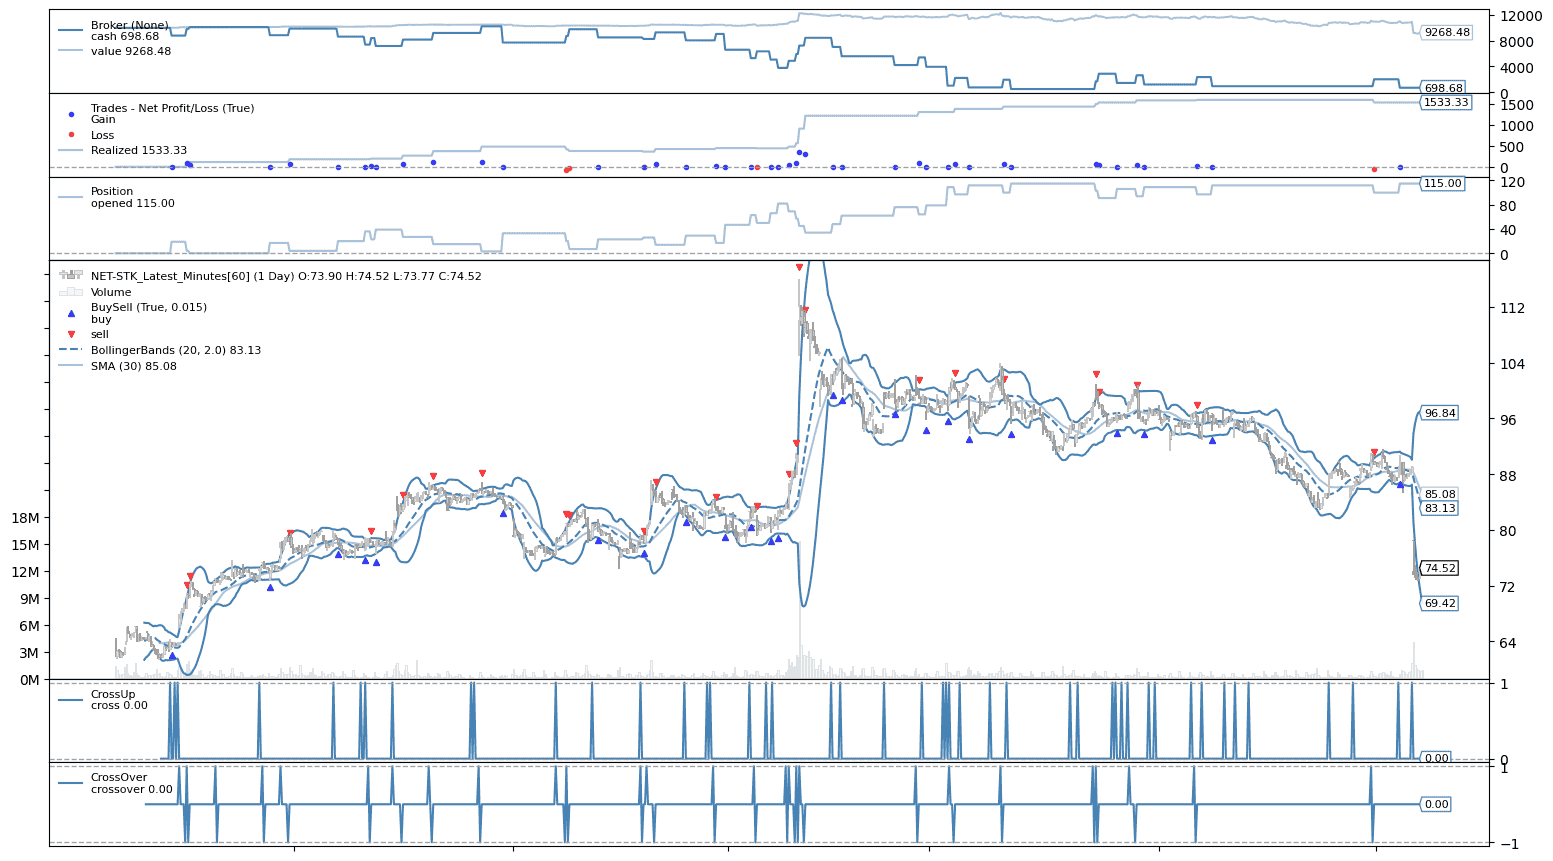 Broker (None)
cash 698.68
value 9268.48
12000
9268.48
8000
4000
698.68
0
Trades - Net Profit/Loss (True)
Gain
Loss
Realized 1533.33
1533.33
1500
1000
500
0
Position
opened 115.00
120
115.00
80
40
0
NET-STK_Latest_Minutes[60] (1 Day) O:73.90 H:74.52 L:73.77 C:74.52
Volume
BuySell (True, 0.015)
buy
sell
BollingerBands (20, 2.0) 83.13
SMA (30) 85.08
112
104
96.84
96
88
85.08
83.13
80
74.52
72
69.42
64
18M
15M
12M
9M
6M
3M
0M
CrossUp
cross 0.00
1
0.00
0
CrossOver
crossover 0.00
1
0.00
−1